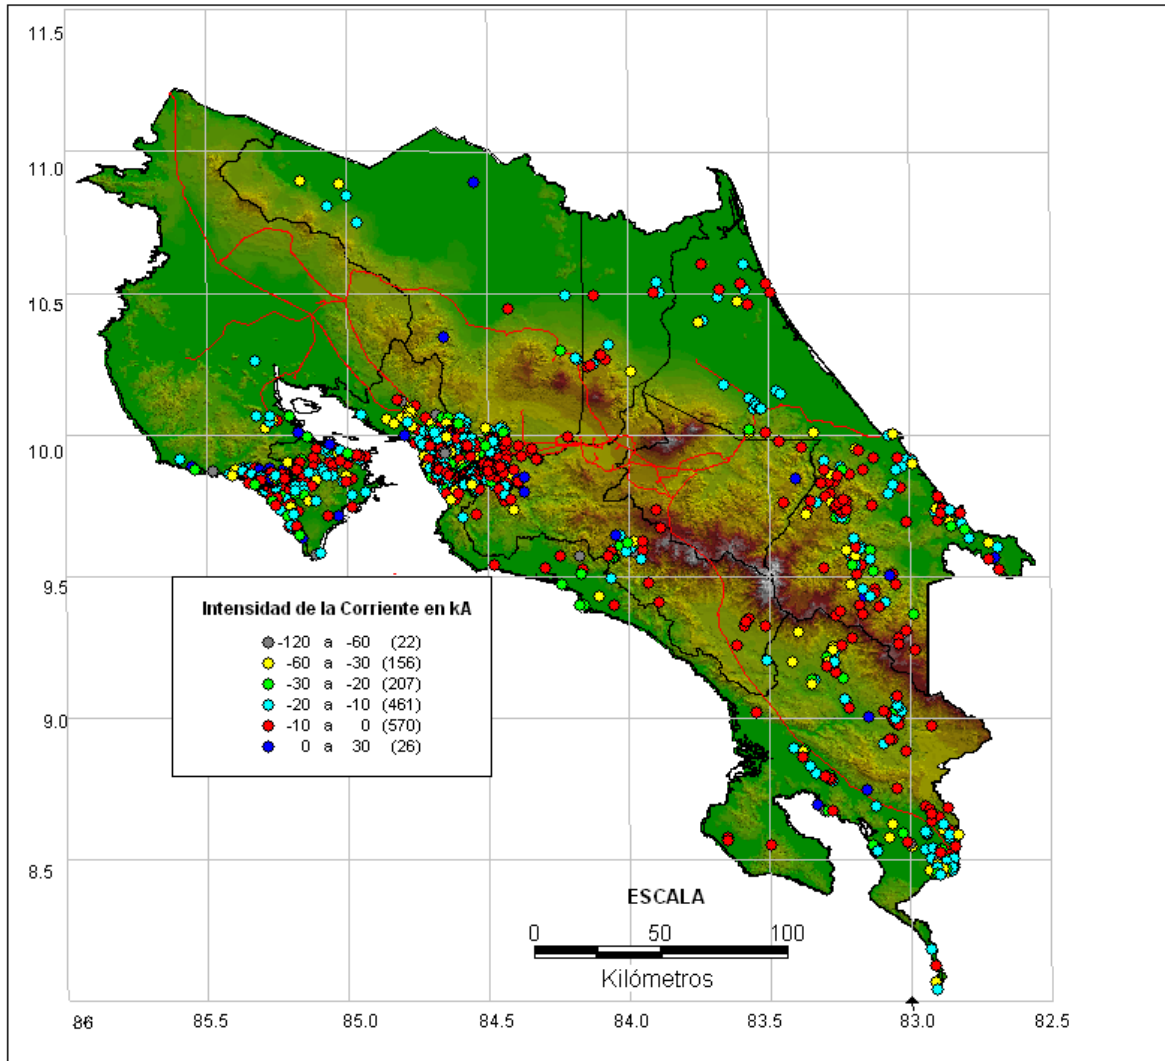 11.5
11.0
10.5
10.0
9.5
9.0
8.5
Intensidad de la Corriente en kA
-120 a -60 (22)
-60 a -30 (156)
-30 a -20 (207)
-20 a -10 (461)
-10 a 0 (570)
0 a 30 (26)
ESCALA
0 50 100
Kilómetros
86 85.5 85.0 84.5 84.0 83.5 83.0 82.5